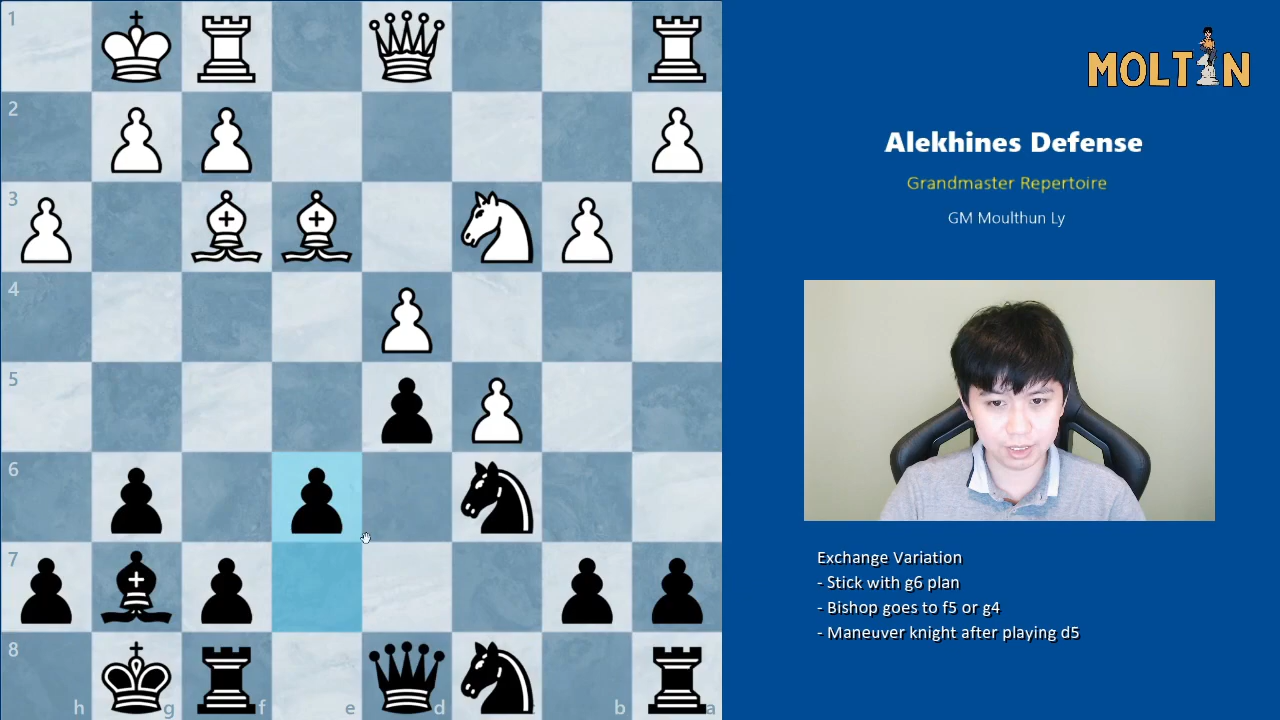 MOLTIN
Alekhines Defense
Grandmaster Repertoire
GM Moulthun Ly
Exchange Variation
- Stick with g6 plan
- Bishop goes to f5 or g4
- Maneuver knight after playing d5
1
2
3
4
5
6
7
8
h g f e d b a